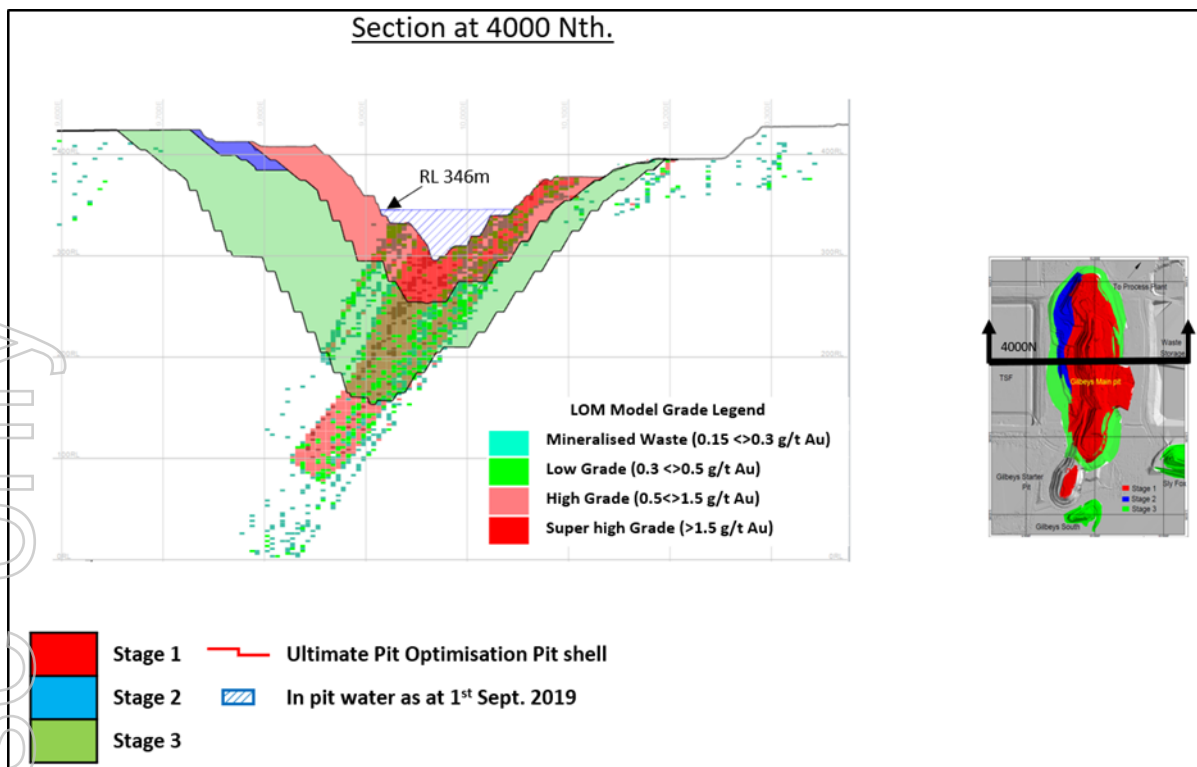 Section at 4000 Nth.
RL 346m
LOM Model Grade Legend
Mineralised Waste (0.15 <>0.3 g/t Au)
Low Grade (0.3 <>0.5 g/t Au)
High Grade (0.5<>1.5 g/t Au)
Super high Grade (>1.5 g/t Au)
To Process Plant
4000N
Waste
Storage
TSF
Gilbeys Main pit
Gilbeys Starter
Pit
Sly Fox
Stage 1
Stage 2
Stage 3
Gilbeys South
Stage 1
Ultimate Pit Optimisation Pit shell
Stage 2
In pit water as at 1st Sept. 2019
Stage 3